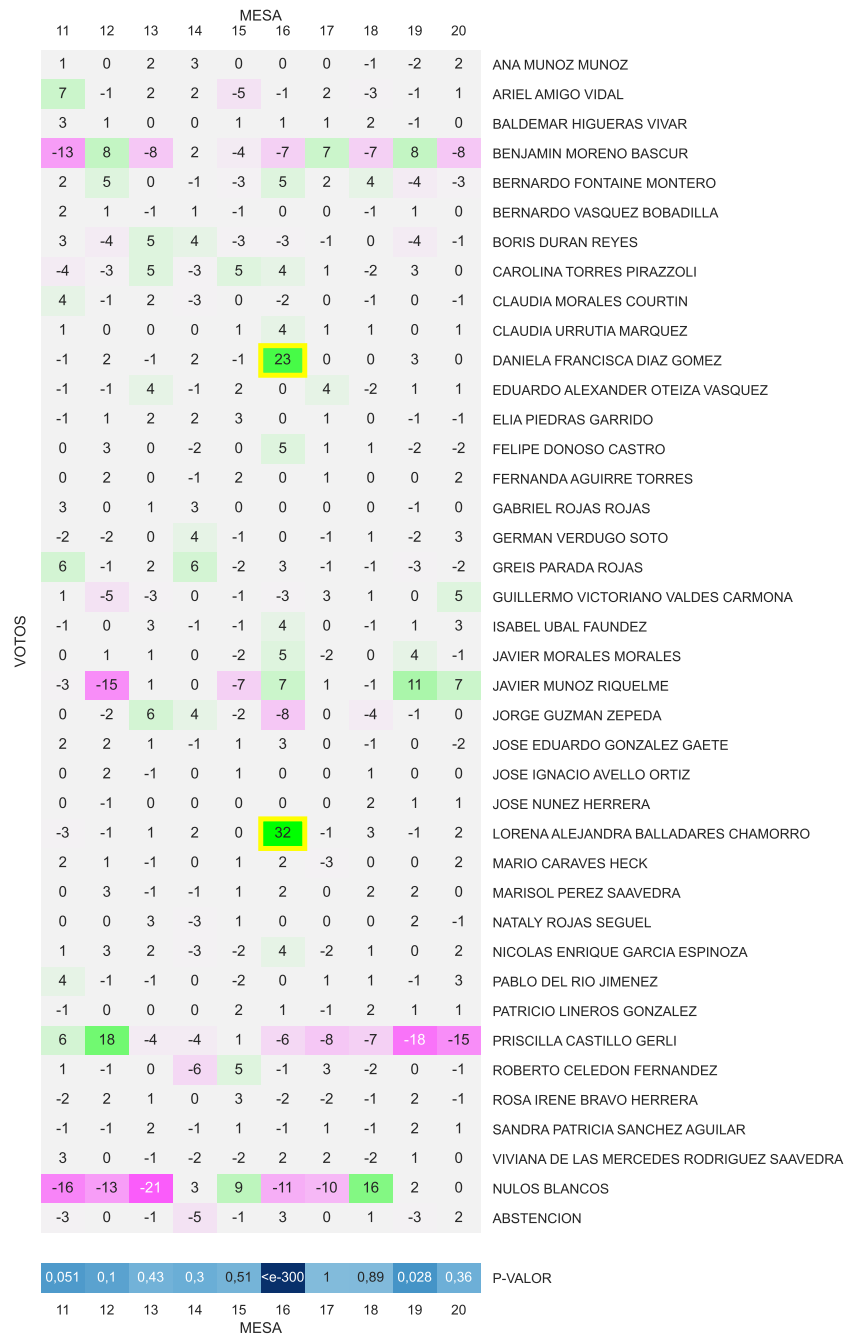 MESA
11 12 13 14 15 16 17 18 19 20
1 0 2 3 0 0 0 -1 -2 2 ANA MUNOZ MUNOZ
7 -1 2 2 -5 -1 2 -3 -1 1 ARIEL AMIGO VIDAL
3 1 0 0 1 1 1 2 -1 0 BALDEMAR HIGUERAS VIVAR
-13 8 -8 2 -4 -7 7 -7 8 -8 BENJAMIN MORENO BASCUR
2 5 0 -1 -3 5 2 4 -4 -3 BERNARDO FONTAINE MONTERO
2 1 -1 1 -1 0 0 -1 1 0 BERNARDO VASQUEZ BOBADILLA
3 -4 5 4 -3 -3 -1 0 -4 -1 BORIS DURAN REYES
-4 -3 5 -3 5 4 1 -2 3 0 CAROLINA TORRES PIRAZZOLI
4 -1 2 -3 0 -2 0 -1 0 -1 CLAUDIA MORALES COURTIN
1 0 0 0 1 4 1 1 0 1 CLAUDIA URRUTIA MARQUEZ
-1 2 -1 2 -1 23 0 0 3 0 DANIELA FRANCISCA DIAZ GOMEZ
-1 -1 4 -1 2 0 4 -2 1 1 EDUARDO ALEXANDER OTEIZA VASQUEZ
-1 1 2 2 3 0 1 0 -1 -1 ELIA PIEDRAS GARRIDO
0 3 0 -2 0 5 1 1 -2 -2 FELIPE DONOSO CASTRO
0 2 0 -1 2 0 1 0 0 2 FERNANDA AGUIRRE TORRES
3 0 1 3 0 0 0 0 -1 0 GABRIEL ROJAS ROJAS
-2 -2 0 4 -1 0 -1 1 -2 3 GERMAN VERDUGO SOTO
6 -1 2 6 -2 3 -1 -1 -3 -2 GREIS PARADA ROJAS
1 -5 -3 0 -1 -3 3 1 0 5 GUILLERMO VICTORIANO VALDES CARMONA
-1 0 3 -1 -1 4 0 -1 1 3 ISABEL UBAL FAUNDEZ
0 1 1 0 -2 5 -2 0 4 -1 JAVIER MORALES MORALES
-3 -15 1 0 -7 7 1 -1 11 7 JAVIER MUNOZ RIQUELME
0 -2 6 4 -2 -8 0 -4 -1 0 JORGE GUZMAN ZEPEDA
2 2 1 -1 1 3 0 -1 0 -2 JOSE EDUARDO GONZALEZ GAETE
0 2 -1 0 1 0 0 1 0 0 JOSE IGNACIO AVELLO ORTIZ
0 -1 0 0 0 0 0 2 1 1 JOSE NUNEZ HERRERA
-3 -1 1 2 0 32 -1 3 -1 2 LORENA ALEJANDRA BALLADARES CHAMORRO
2 1 -1 0 1 2 -3 0 0 2 MARIO CARAVES HECK
0 3 -1 -1 1 2 0 2 2 0 MARISOL PEREZ SAAVEDRA
0 0 3 -3 1 0 0 0 2 -1 NATALY ROJAS SEGUEL
1 3 2 -3 -2 4 -2 1 0 2 NICOLAS ENRIQUE GARCIA ESPINOZA
4 -1 -1 0 -2 0 1 1 -1 3 PABLO DEL RIO JIMENEZ
-1 0 0 0 2 1 -1 2 1 1 PATRICIO LINEROS GONZALEZ
6 18 -4 -4 1 -6 -8 -7 -18 -15 PRISCILLA CASTILLO GERLI
1 -1 0 -6 5 -1 3 -2 0 -1 ROBERTO CELEDON FERNANDEZ
-2 2 1 0 3 -2 -2 -1 2 -1 ROSA IRENE BRAVO HERRERA
-1 -1 2 -1 1 -1 1 -1 2 1 SANDRA PATRICIA SANCHEZ AGUILAR
3 0 -1 -2 -2 2 2 -2 1 0 VIVIANA DE LAS MERCEDES RODRIGUEZ SAAVEDRA
-16 -13 -21 3 9 -11 -10 16 2 0 NULOS BLANCOS
-3 0 -1 -5 -1 3 0 1 -3 2 ABSTENCION
VOTOS
0,051 0,1 0,43 0,3 0,51 <e-300 1 0,89 0,028 0,36 P-VALOR
11 12 13 14 15 16 17 18 19 20
MESA